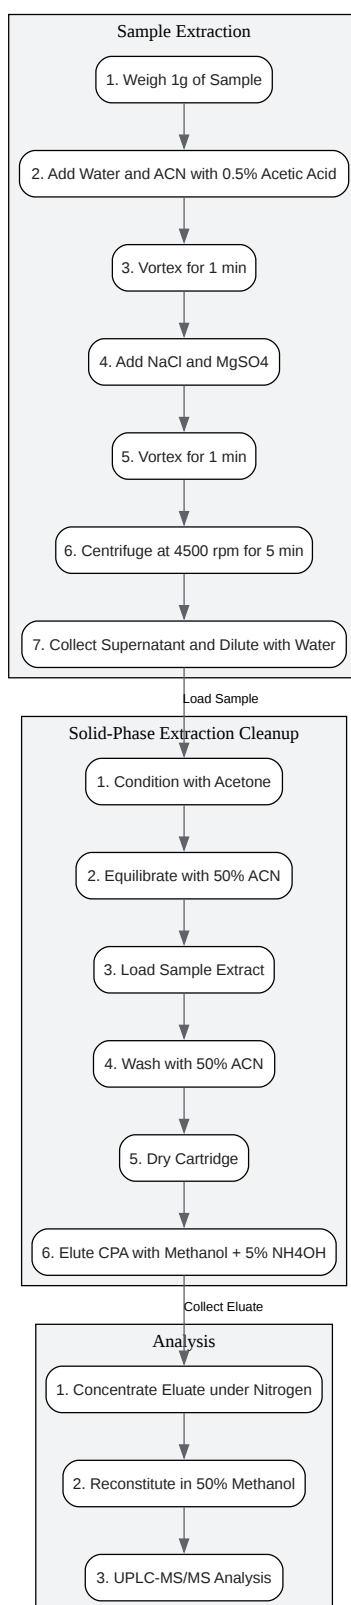 Sample Extraction
1. Weigh 1g of Sample
2. Add Water and ACN with 0.5% Acetic Acid
3. Vortex for 1 min
4. Add NaCl and MgSO4
5. Vortex for 1 min
6. Centrifuge at 4500 rpm for 5 min
7. Collect Supernatant and Dilute with Water
Load Sample
Solid-Phase Extraction Cleanup
1. Condition with Acetone
2. Equilibrate with 50% ACN
3. Load Sample Extract
4. Wash with 50% ACN
5. Dry Cartridge
6. Elute CPA with Methanol + 5% NH4OH
Collect Eluate
Analysis
1. Concentrate Eluate under Nitrogen
2. Reconstitute in 50% Methanol
3. UPLC-MS/MS Analysis